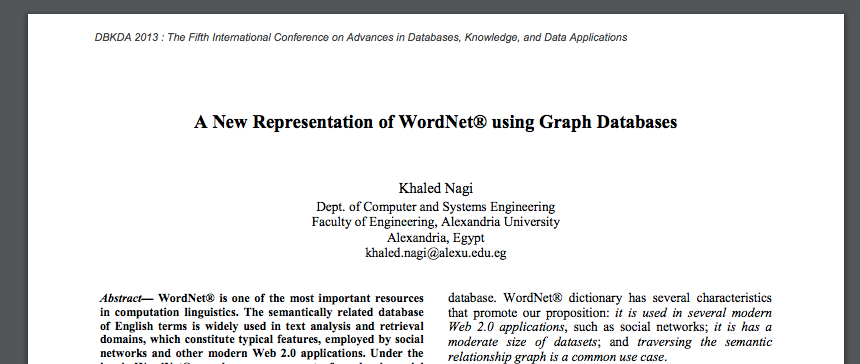 DBKDA 2013 : The Fifth International Conference on Advances in Databases, Knowledge, and Data Applications
A New Representation of WordNet® using Graph Databases
Khaled Nagi
Dept. of Computer and Systems Engineering
Faculty of Engineering, Alexandria University
Alexandria, Egypt
khaled.nagi@alexu.edu.eg
Abstract— WordNet® is one of the most important resources
in computation linguistics. The semantically related database
of English terms is widely used in text analysis and retrieval
domains, which constitute typical features, employed by social
networks and other modern Web 2.0 applications. Under the
database. WordNet® dictionary has several characteristics
that promote our proposition: it is used in several modern
Web 2.0 applications, such as social networks; it has a
moderate size of datasets; and traversing the semantic
relationship graph is a common use case.